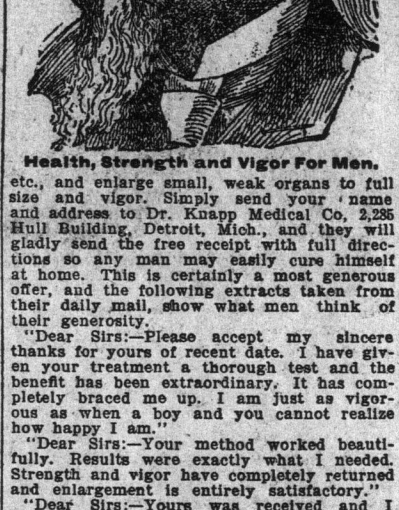 Health, Strength and Vigor For Men.
etc., and enlarge small, weak organs to full
size and vigor. Simply send your name
and address to Dr. Knapp Medical Co, 2,285
Hull Building, Detroit, Mich., and they will
gladly send the free receipt with full direc-
tions so any man may easily cure himself
at home. This is certainly a most generous
offer, and the following extracts taken from
their daily mail, show what men think of
their generosity.
"Dear Sirs:—Please accept my sincere
thanks for yours of recent date. I have giv-
en your treatment a thorough test and the
benefit has been extraordinary. It has com-
pletely braced me up. I am just as vigor-
ous as when a boy and you cannot realize
how happy I am."
"Dear Sirs:—Your method worked beauti-
fully. Results were exactly what I needed.
Strength and vigor have completely returned
and enlargement is entirely satisfactory."
"Dear Sirs:—Yours was received and I